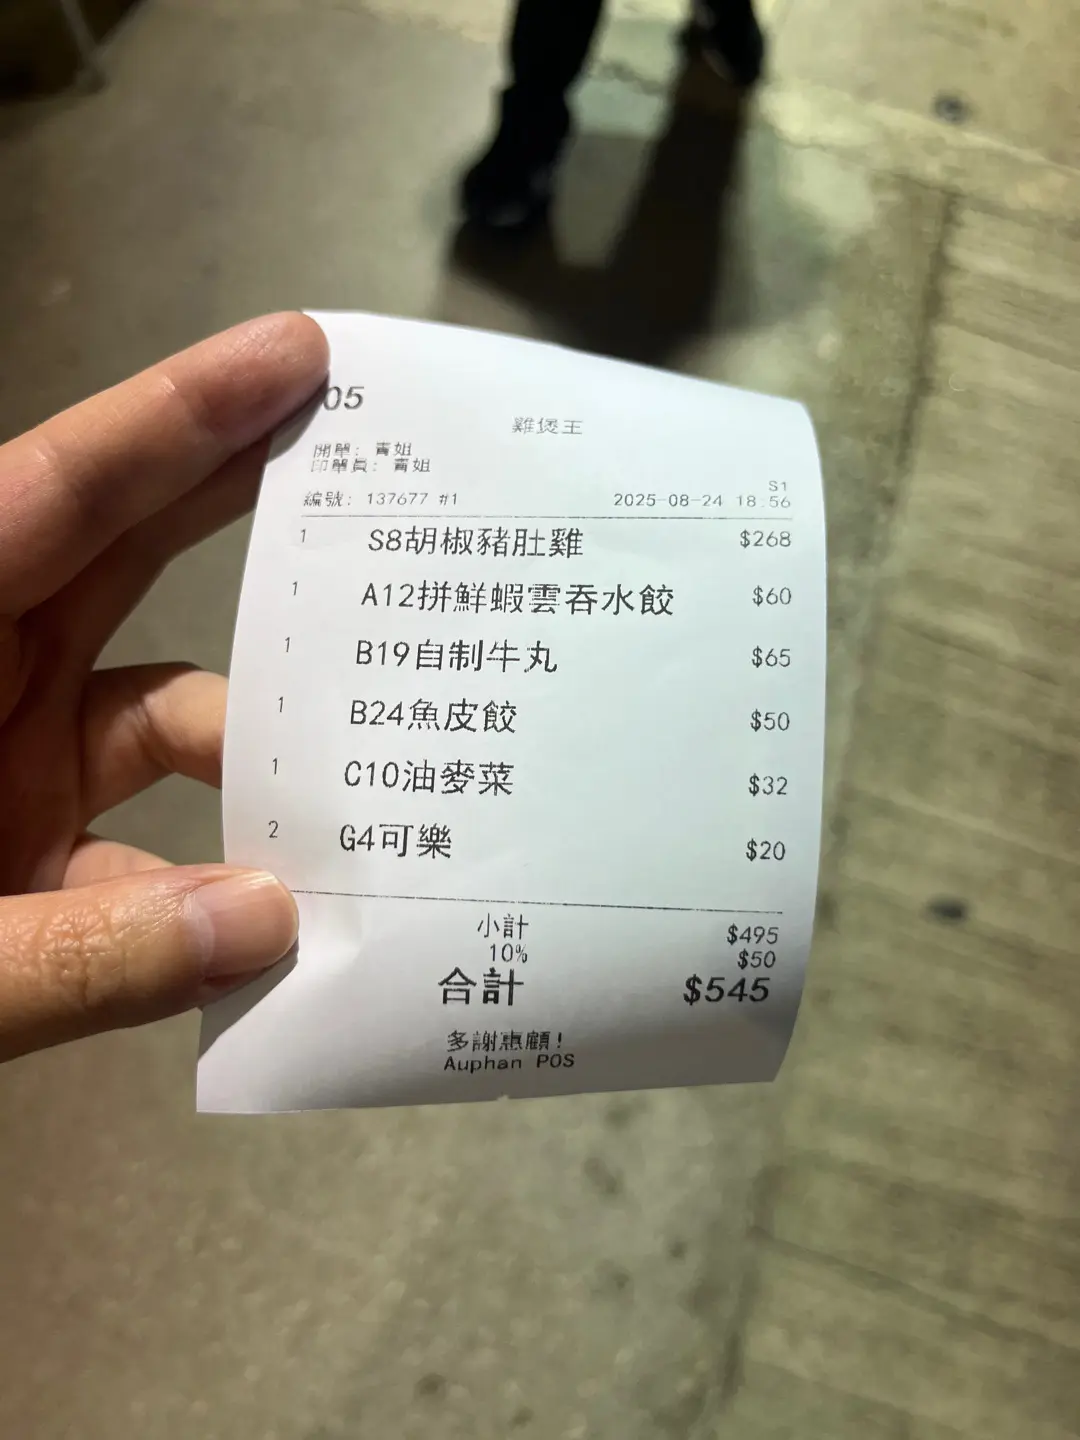 05
雞煲王
開單: 菁姐
印單員: 菁姐
S1
編號: 137677 #1 2025-08-24 18:56
1 S8胡椒豬肚雞 $268
1 A12拼鮮蝦雲吞水餃 $60
1 B19自制牛丸 $65
1 B24魚皮餃 $50
1 C10油麥菜 $32
2 G4可樂 $20
小計 $495
10% $50
合計 $545
多謝惠顧!
Auphan POS